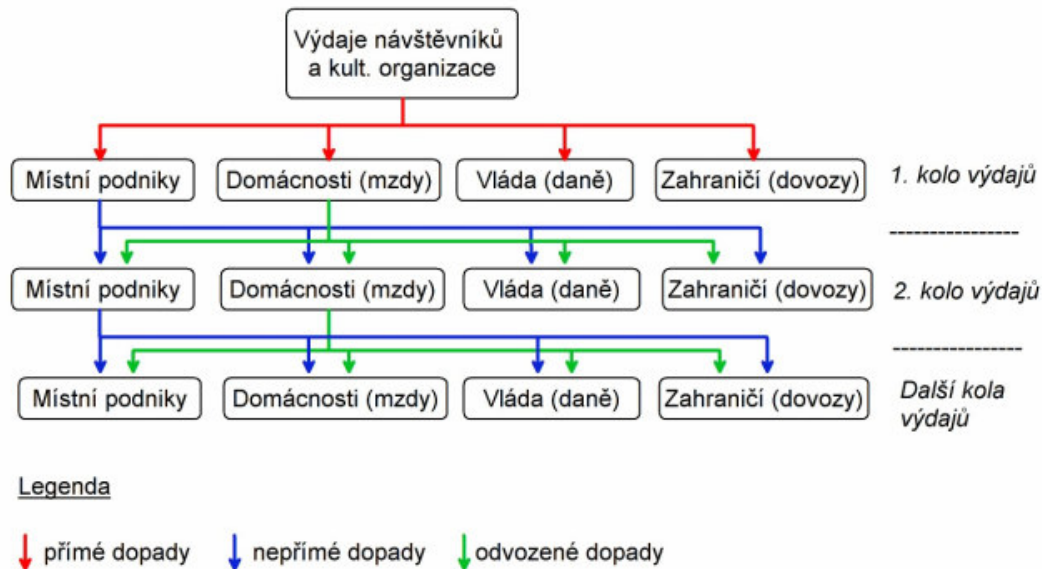 Výdaje návštěvníků
a kult. organizace
Místní podniky
Domácnosti (mzdy)
Vláda (daně)
Zahraničí (dovozy)
1. kolo výdajů
----------------
Místní podniky
Domácnosti (mzdy)
Vláda (daně)
Zahraničí (dovozy)
2. kolo výdajů
----------------
Místní podniky
Domácnosti (mzdy)
Vláda (daně)
Zahraničí (dovozy)
Další kola
výdajů
Legenda
přímé dopady
nepřímé dopady
odvozené dopady